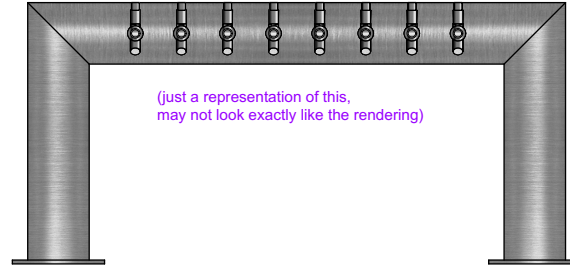 (just a representation of this,
may not look exactly like the rendering)